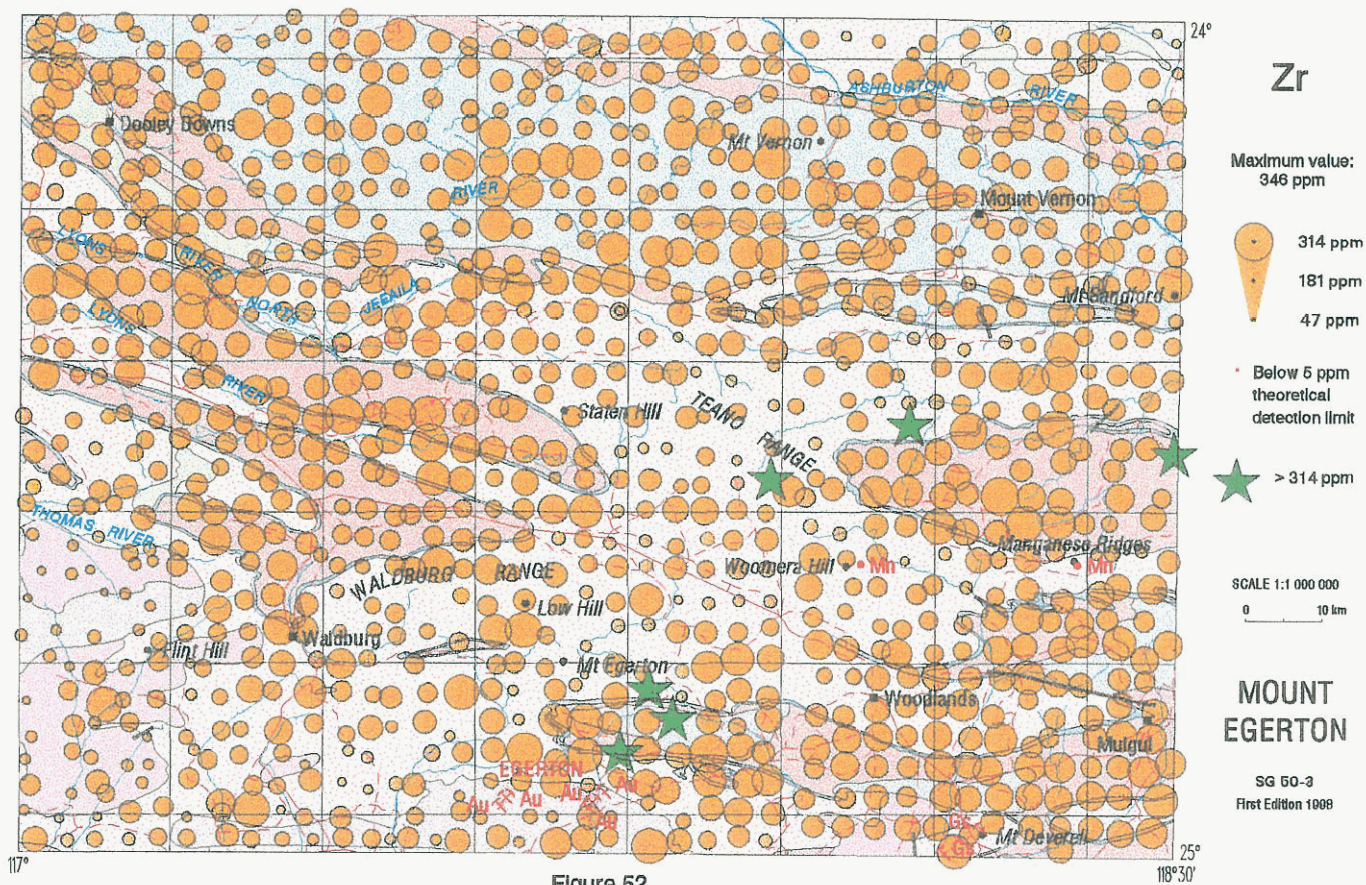 24°
Zr
ASHBURTON
RIVER
Dooley Downs
Mt Vernon
Maximum value:
346 ppm
RIVER
Mount Vernon
LYONS
RIVER
314 ppm
181 ppm
47 ppm
NORTH
JEEAILA
Mt Sandford
LYONS
RIVER
Below 5 ppm
theoretical
detection limit
Staten Hill
TEANO
RANGE
> 314 ppm
THOMAS RIVER
Manganese Ridges
Woomera Hill
Mn
Mn
WALDBURG RANGE
SCALE 1:1 000 000
0 10 km
Low Hill
Waldburg
Flint Hill
Mt Egerton
Woodlands
MOUNT
EGERTON
Mulgul
EGERTON
Au
Au
Au
Au
SG 50-3
First Edition 1998
Mt Deverell
117°
25°
118°30'
Figure 52